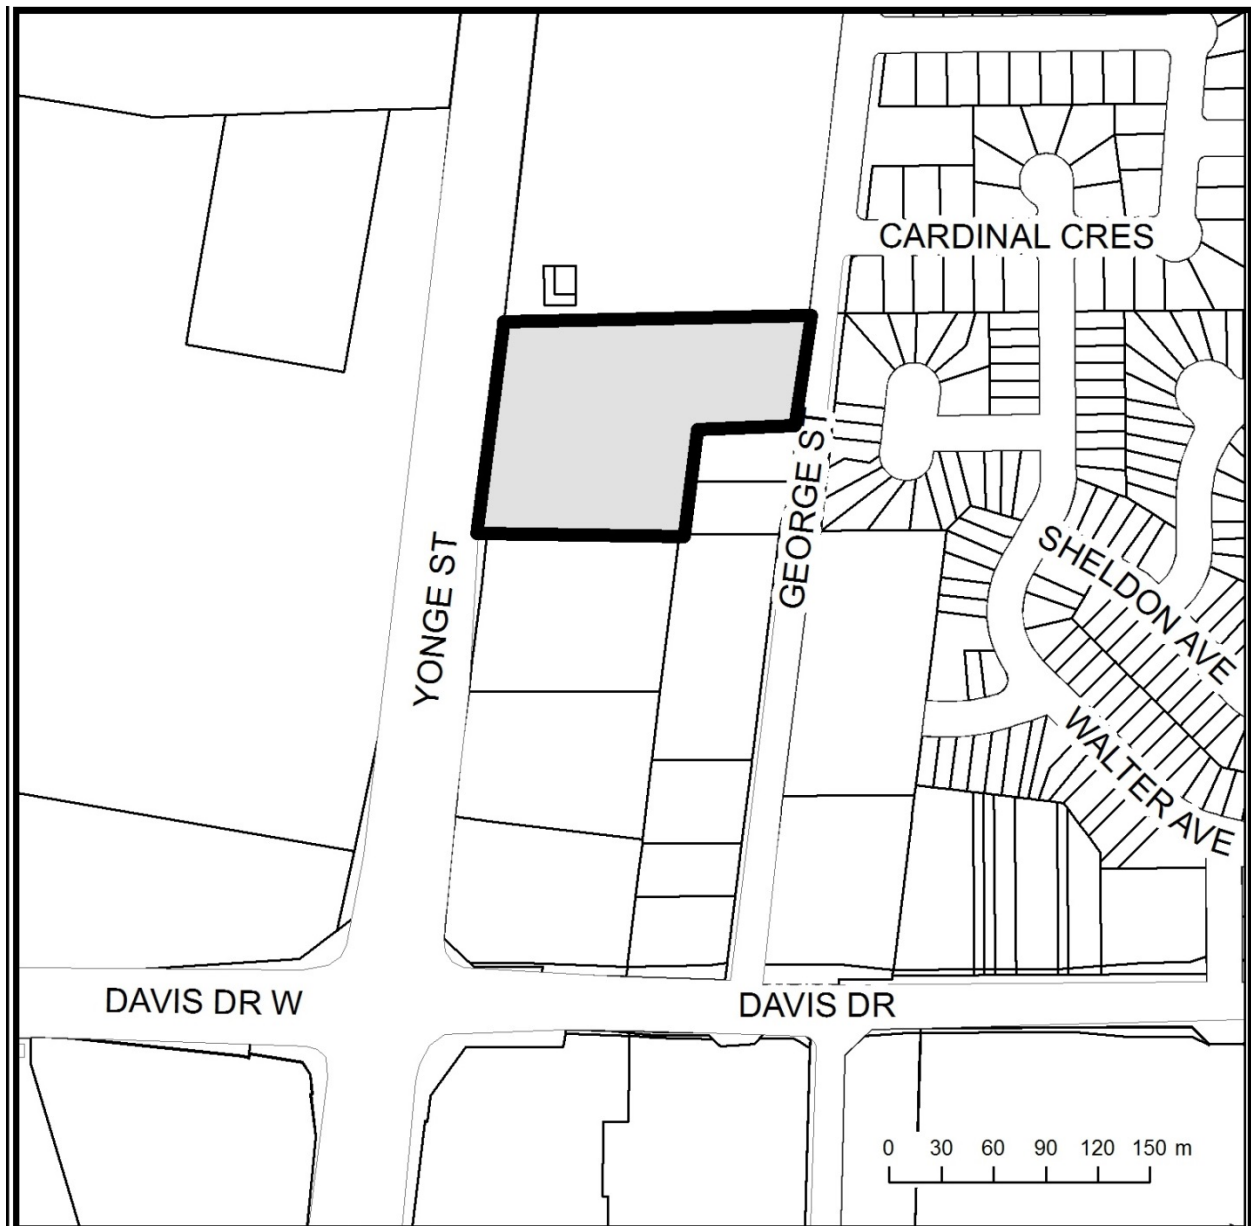 CARDINAL CRES
GEORGE S
YONGE ST
SHELDON AVE
WALTER AVE
DAVIS DR W
DAVIS DR
0 30 60 90 120 150 m